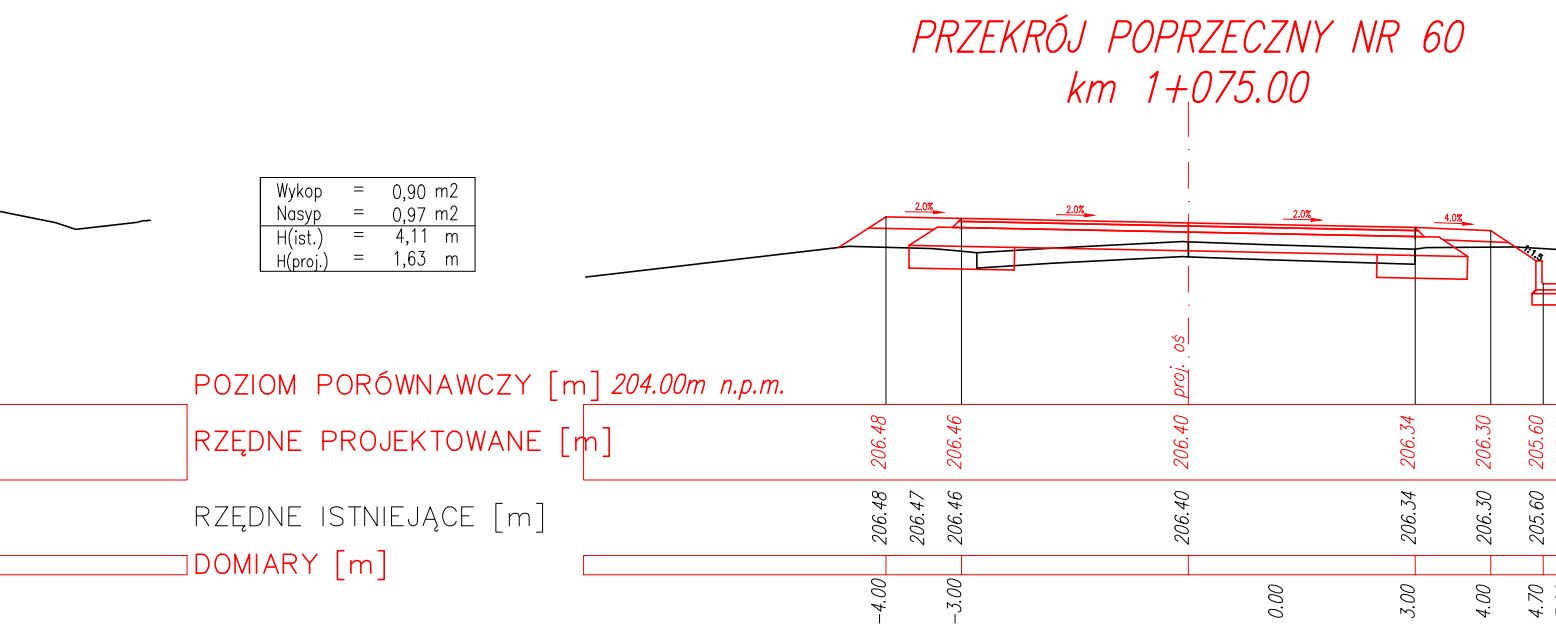 PRZEKRÓJ POPRZECZNY NR 60
km 1+075.00
Wykop = 0,90 m2
Nasyp = 0,97 m2
H(ist.) = 4,11 m
H(proj.) = 1,63 m
2.0% 2.0% 2.0% 4.0%
1:1.5
proj. oś
POZIOM PORÓWNAWCZY [m] 204.00m n.p.m.
RZĘDNE PROJEKTOWANE [m] 206.48 206.46 206.40 206.34 206.30 205.60
RZĘDNE ISTNIEJĄCE [m] 206.48 206.47 206.46 206.40 206.34 206.30 205.60
DOMIARY [m]
-4.00 -3.00 0.00 3.00 4.00 4.70